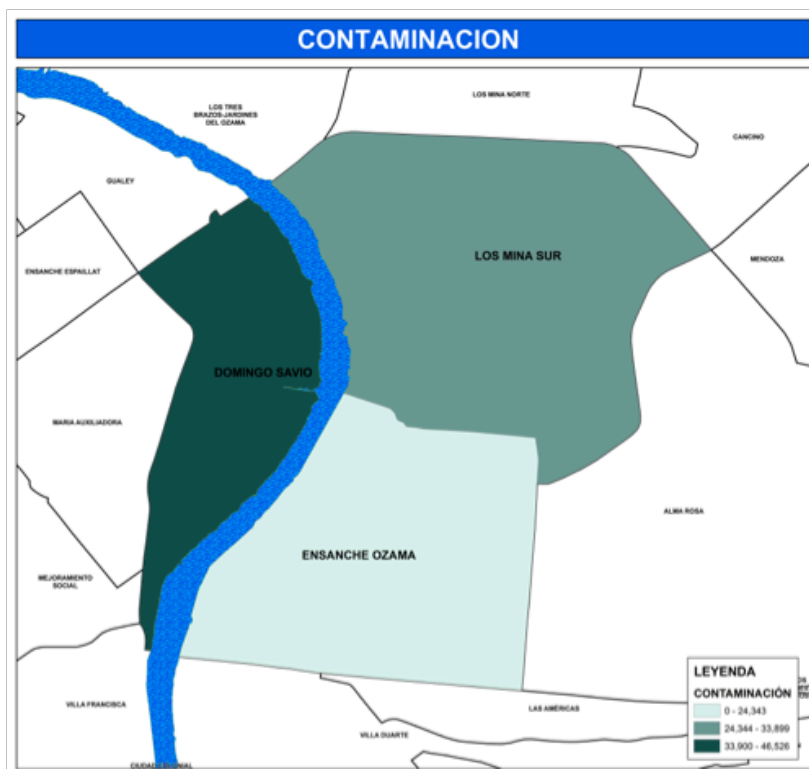 CONTAMINACION
LOS TRES
BRAZOS-JARDINES
DEL OZAMA
LOS MINA NORTE
CANCINO
GUALEY
ENSANCHE ESPAILLAT
LOS MINA SUR
MENDOZA
DOMINGO SAVIO
MARIA AUXILIADORA
ALMA ROSA
ENSANCHE OZAMA
MEJORAMIENTO
SOCIAL
VILLA FRANCISCA
LAS AMÉRICAS
VILLA DUARTE
LEYENDA
CONTAMINACIÓN
0 - 24,343
24,344 - 33,899
33,900 - 46,526